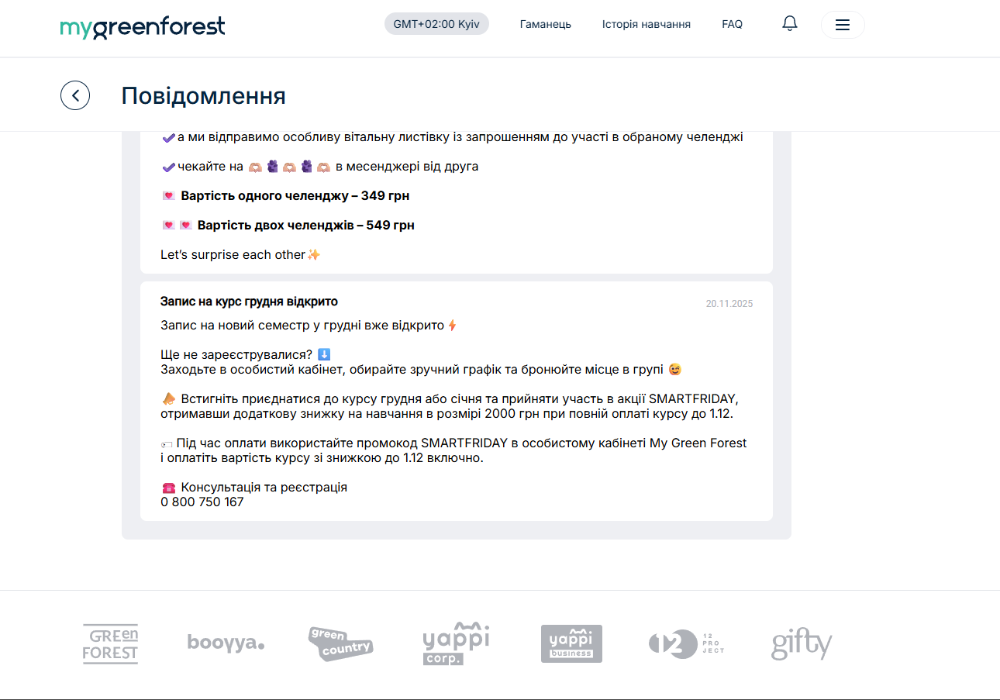 mygreenforest
GMT+02:00 Kyiv
Гаманець
Історія навчання
FAQ
Повідомлення
✔️а ми відправимо особливу вітальну листівку із запрошенням до участі в обраному челенджі
✔️чекайте на 🫶🏼 🪻 🫶🏼 🪻 🫶🏼 в месенджері від друга
💌 Вартість одного челенджу – 349 грн
💌 💌 Вартість двох челенджів – 549 грн
Let's surprise each other✨
Запис на курс грудня відкрито
20.11.2025
Запис на новий семестр у грудні вже відкрито⚡
Ще не зареєструвалися? ⬇️
Заходьте в особистий кабінет, обирайте зручний графік та бронюйте місце в групі 😉
📣 Встигніть приєднатися до курсу грудня або січня та прийняти участь в акції SMARTFRIDAY,
отримавши додаткову знижку на навчання в розмірі 2000 грн при повній оплаті курсу до 1.12.
🏷️ Під час оплати використайте промокод SMARTFRIDAY в особистому кабінеті My Green Forest
і оплатіть вартість курсу зі знижкою до 1.12 включно.
☎️ Консультація та реєстрація
0 800 750 167
GREen
FOREST
booyya.
green
country
yappi
corp.
yappi
business
12
12
PRO
JECT
gifty